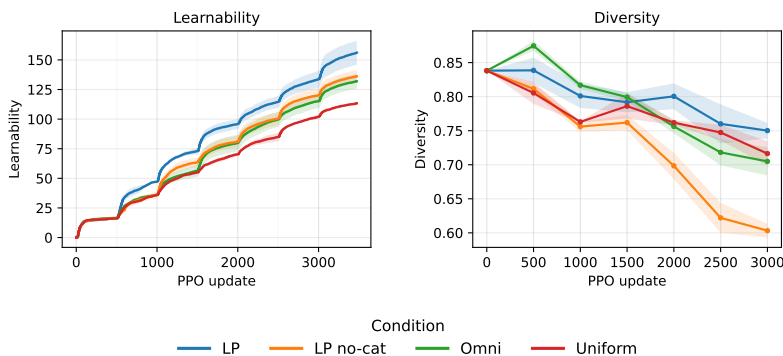 Learnability
Diversity
Learnability
150
125
100
75
50
25
0
0 1000 2000 3000
PPO update
Diversity
0.85
0.80
0.75
0.70
0.65
0.60
0 500 1000 1500 2000 2500 3000
PPO update
Condition
LP LP no-cat Omni Uniform